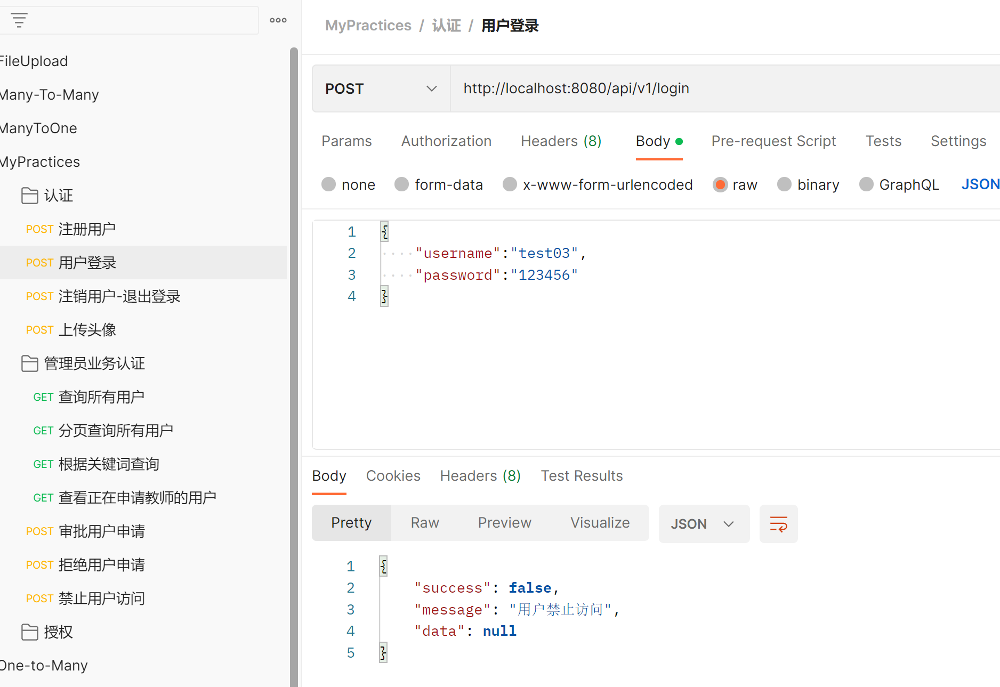 FileUpload
Many-To-Many
ManyToOne
MyPractices
认证
POST 注册用户
POST 用户登录
POST 注销用户-退出登录
POST 上传头像
管理员业务认证
GET 查询所有用户
GET 分页查询所有用户
GET 根据关键词查询
GET 查看正在申请教师的用户
POST 审批用户申请
POST 拒绝用户申请
POST 禁止用户访问
授权
One-to-Many
MyPractices / 认证 / 用户登录
POST http://localhost:8080/api/v1/login
Params Authorization Headers (8) Body Pre-request Script Tests Settings
none form-data x-www-form-urlencoded raw binary GraphQL JSON
1 {
2 "username":"test03",
3 "password":"123456"
4 }
Body Cookies Headers (8) Test Results
Pretty Raw Preview Visualize JSON
1 {
2 "success": false,
3 "message": "用户禁止访问",
4 "data": null
5 }